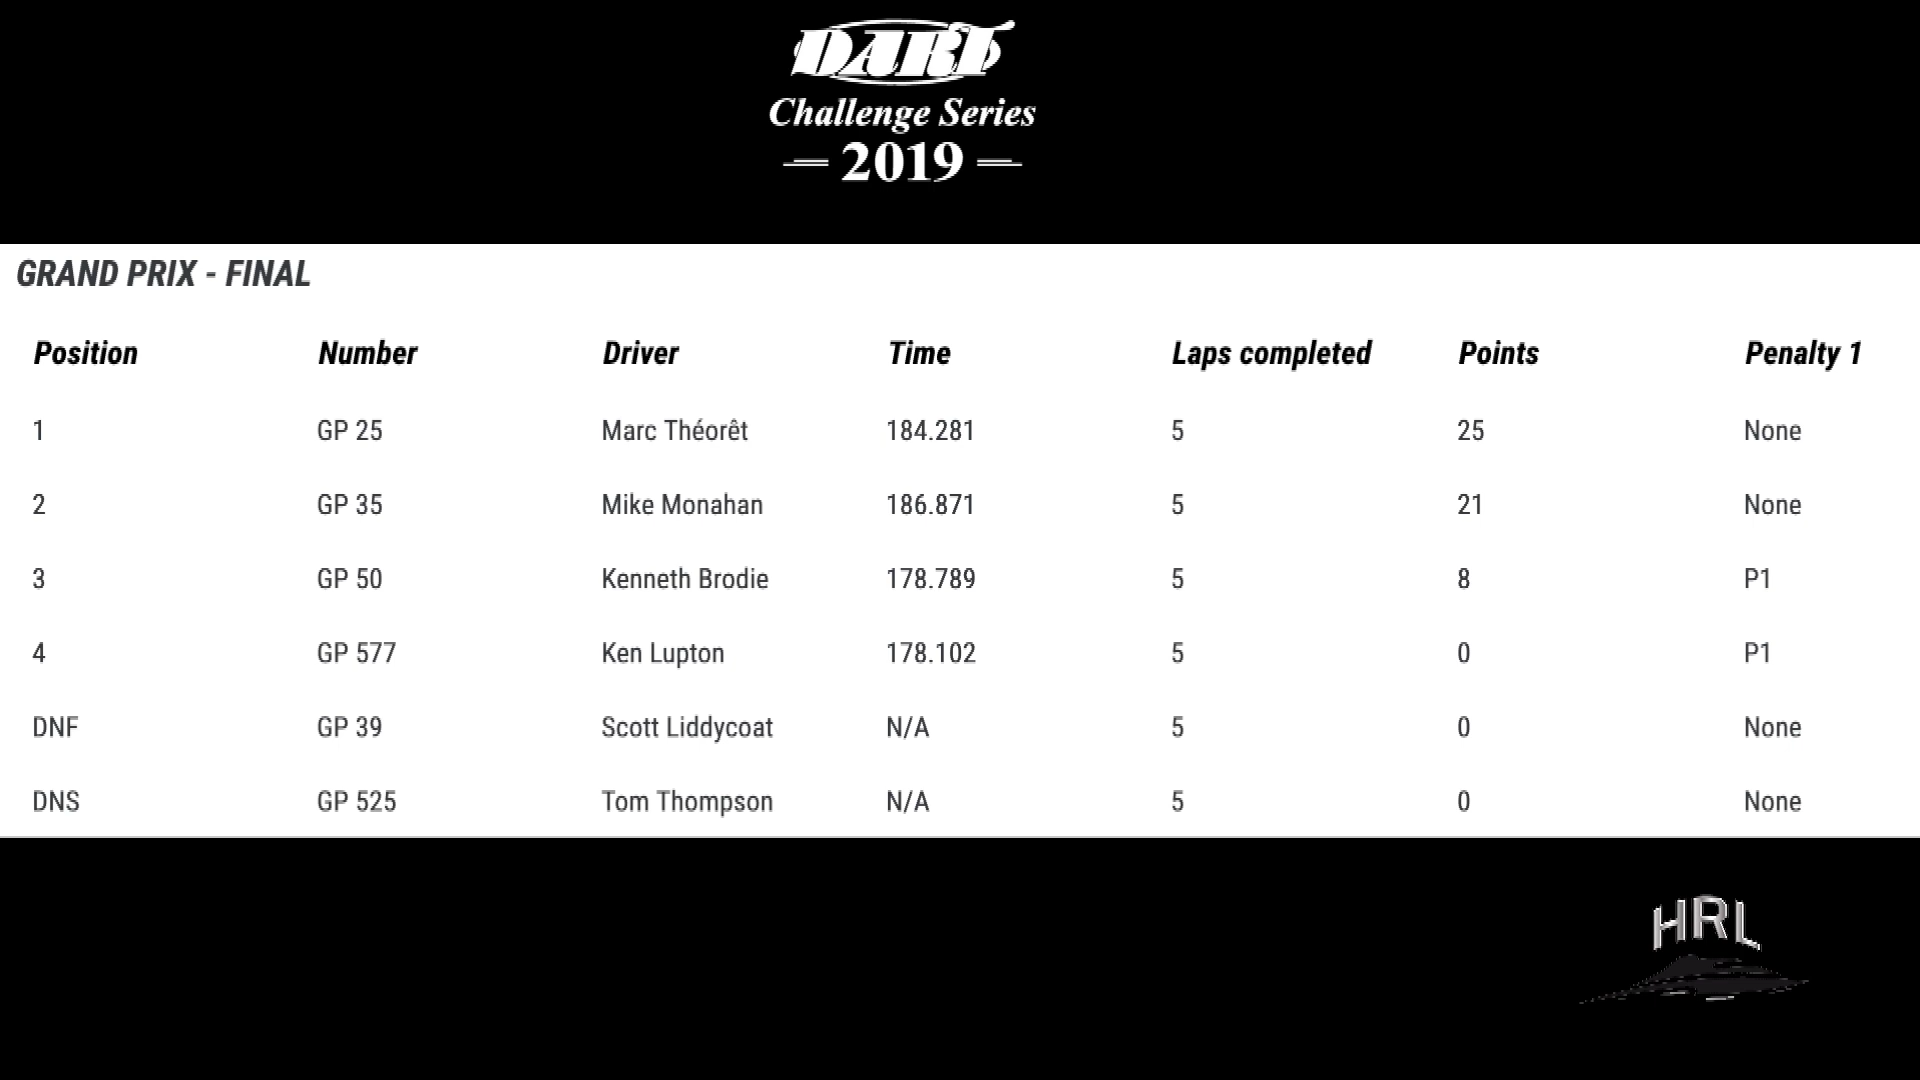 DART
Challenge Series
2019
GRAND PRIX - FINAL
Position Number Driver Time Laps completed Points Penalty 1
1 GP 25 Marc Théorêt 184.281 5 25 None
2 GP 35 Mike Monahan 186.871 5 21 None
3 GP 50 Kenneth Brodie 178.789 5 8 P1
4 GP 577 Ken Lupton 178.102 5 0 P1
DNF GP 39 Scott Liddycoat N/A 5 0 None
DNS GP 525 Tom Thompson N/A 5 0 None
HRL